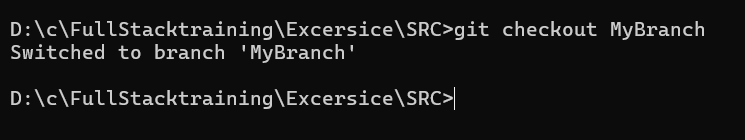 D:\c\FullStacktraining\Excersice\SRC>git checkout MyBranch
Switched to branch 'MyBranch'
D:\c\FullStacktraining\Excersice\SRC>